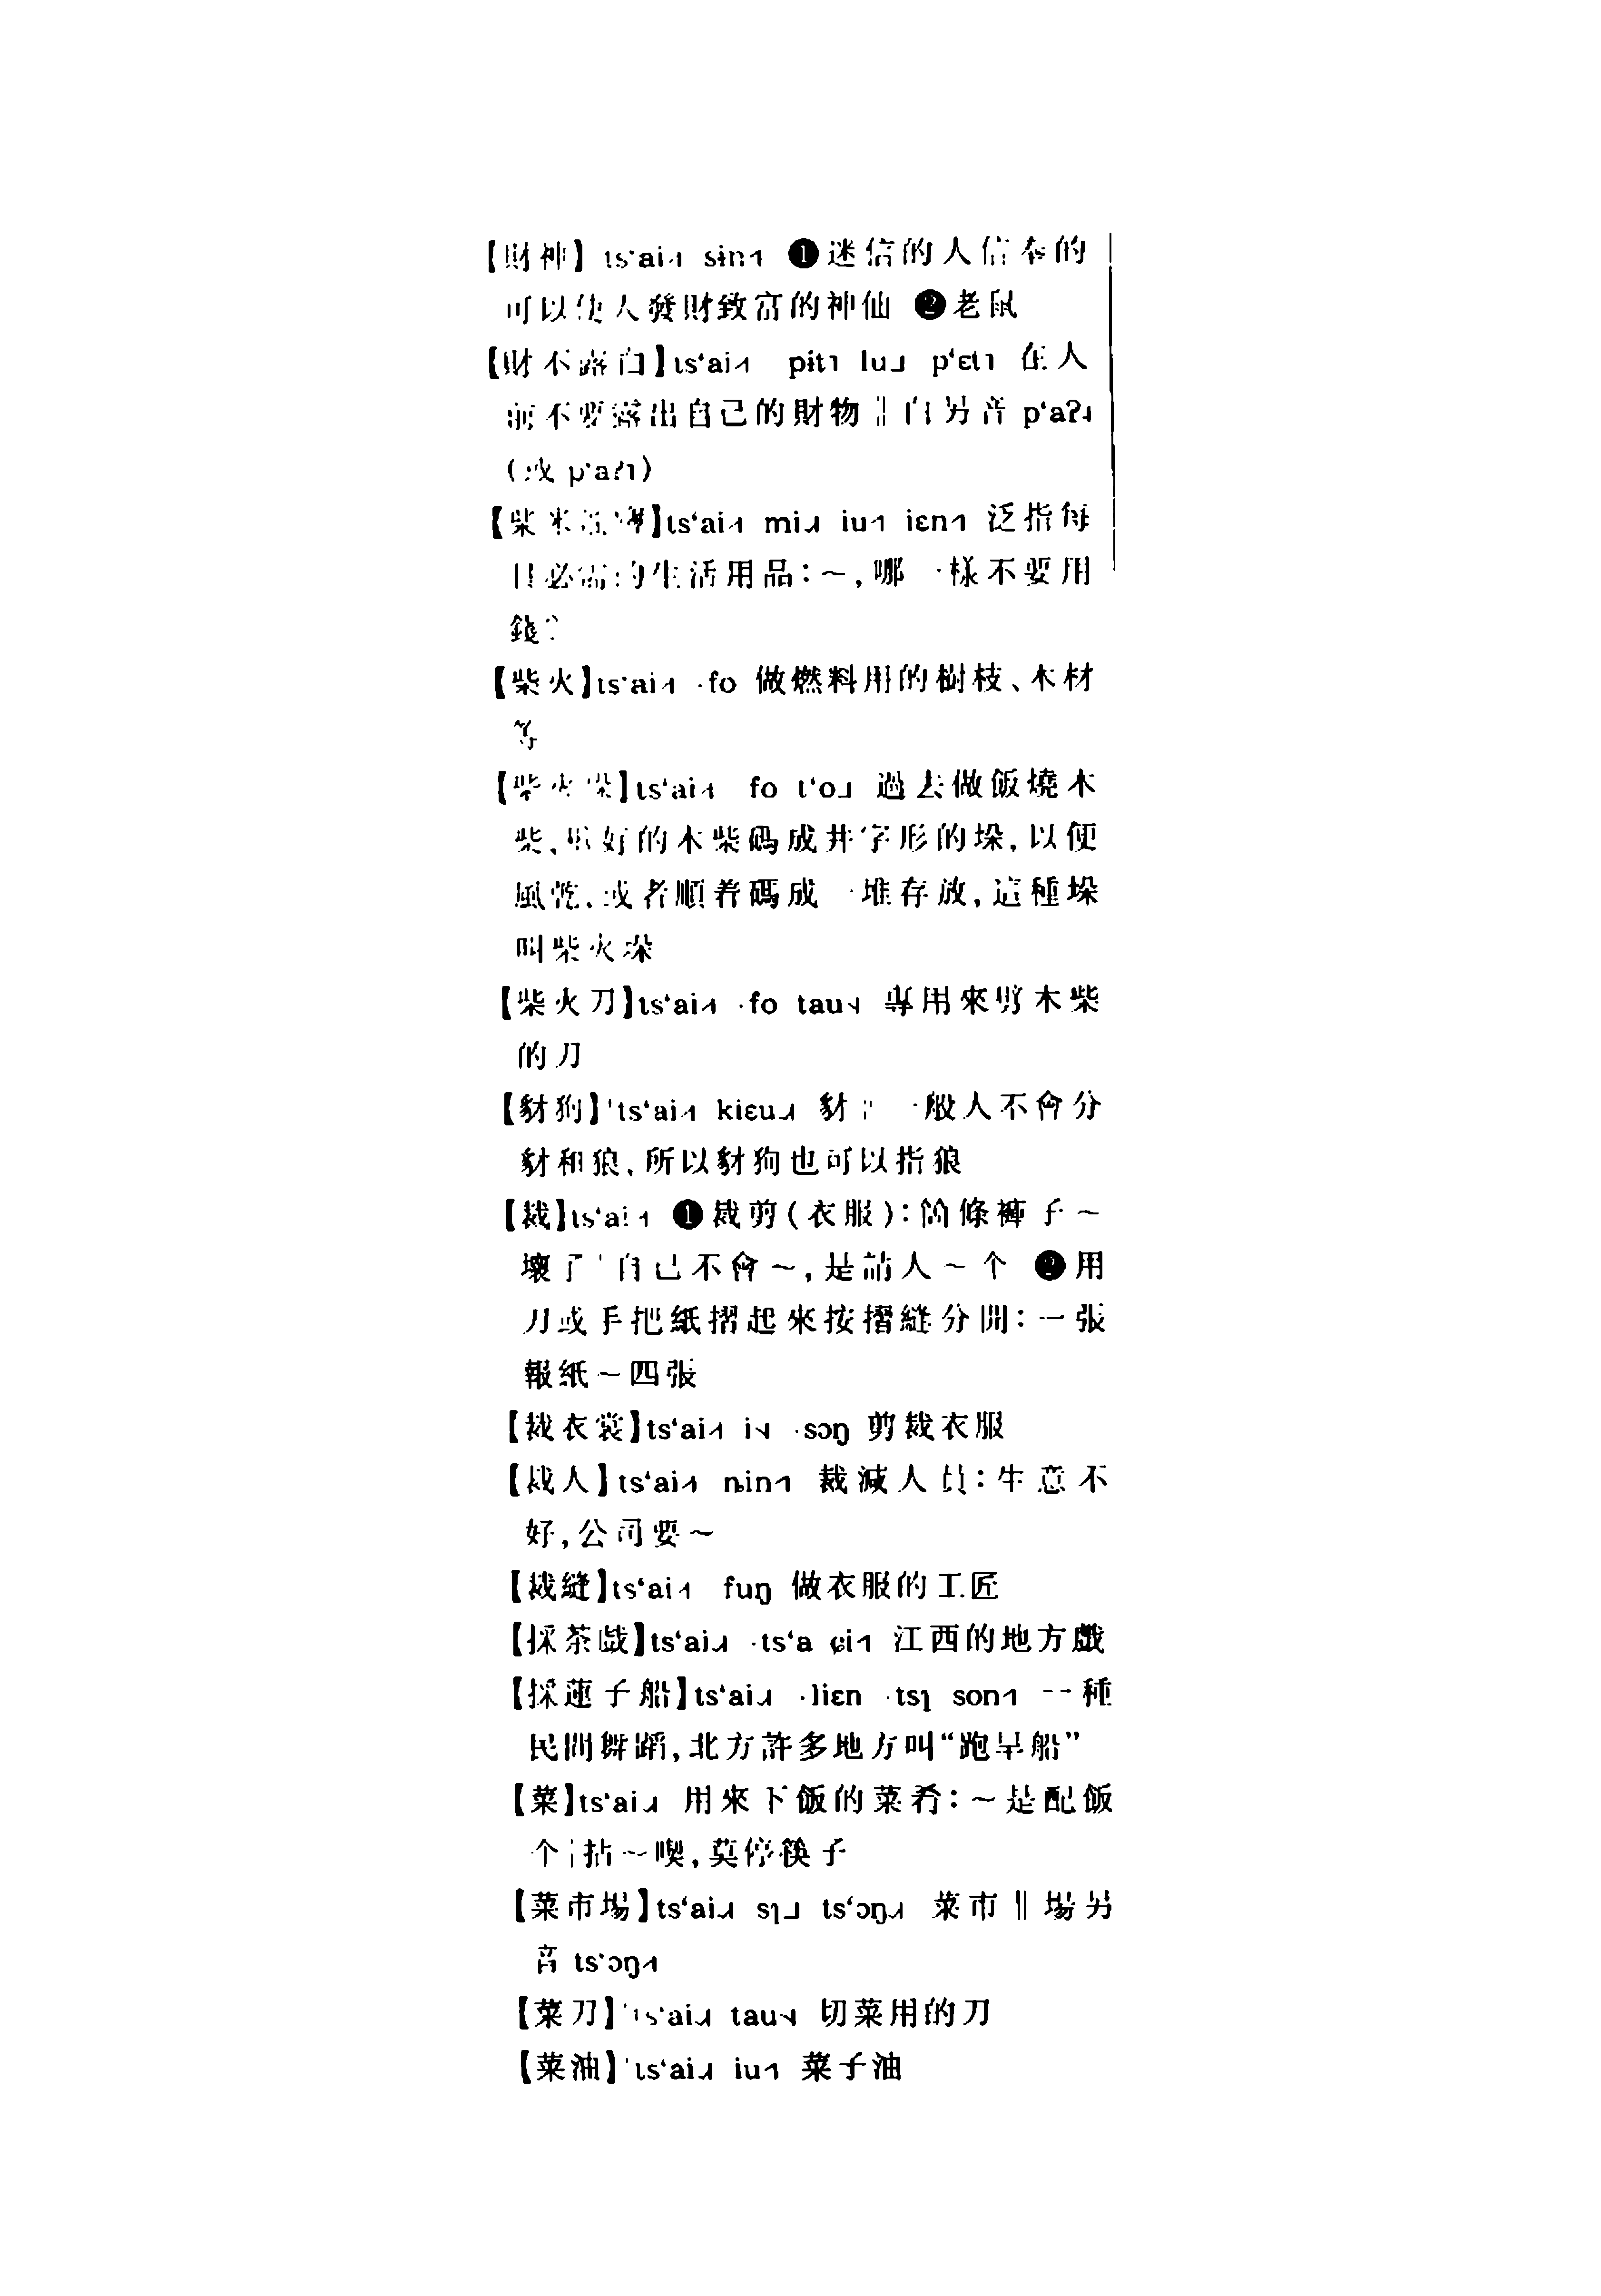 【財神】ts‘ai˨˦ sɨn˦ ❶迷信的人信奉的
可以使人發財致富的神仙 ❷老鼠
【財不露白】ts‘ai˨˦ pɨt˥ lu˩ p‘ɛt˥ 在人
前不要露出自己的財物‖白另音 p‘aʔ˨
(或 p‘aʔ˥)
【柴米油鹽】ts‘ai˨˦ mi˨˩ iu˦ iɛn˦ 泛指每
日必需的生活用品:～,哪一樣不要用
錢?
【柴火】ts‘ai˨˦ ·fo 做燃料用的樹枝、木材
等
【柴火垛】ts‘ai˨˦ fo t‘o˩ 過去做飯燒木
柴,劈好的木柴碼成井字形的垛,以便
風乾,或者順着碼成一堆存放,這種垛
叫柴火垛
【柴火刀】ts‘ai˨˦ ·fo tau˧˨ 專用來劈木柴
的刀
【豺狗】ts‘ai˨˦ kiɛu˨˩ 豺‖一般人不會分
豺和狼,所以豺狗也可以指狼
【裁】ts‘ai˨˦ ❶裁剪(衣服):箇條褲子～
壞了|自己不會～,是請人～个 ❷用
刀或手把紙摺起來按摺縫分開:一張
報紙～四張
【裁衣裳】ts‘ai˨˦ i˧˨ ·sɔŋ 剪裁衣服
【裁人】ts‘ai˨˦ ȵin˦ 裁減人員:生意不
好,公司要～
【裁縫】ts‘ai˨˦ fuŋ 做衣服的工匠
【採茶戲】ts‘ai˨˩ ·ts‘a ɕi˦ 江西的地方戲
【採蓮子船】ts‘ai˨˩ ·liɛn ·tsɿ son˦ 一種
民間舞蹈,北方許多地方叫“跑旱船”
【菜】ts‘ai˨˩ 用來下飯的菜肴:～是配飯
个|拈～喫,莫停筷子
【菜市場】ts‘ai˨˩ sɿ˩ ts‘ɔŋ˨˩ 菜市‖場另
音 ts‘ɔŋ˨˦
【菜刀】ts‘ai˨˩ tau˧˨ 切菜用的刀
【菜油】ts‘ai˨˩ iu˦ 菜子油